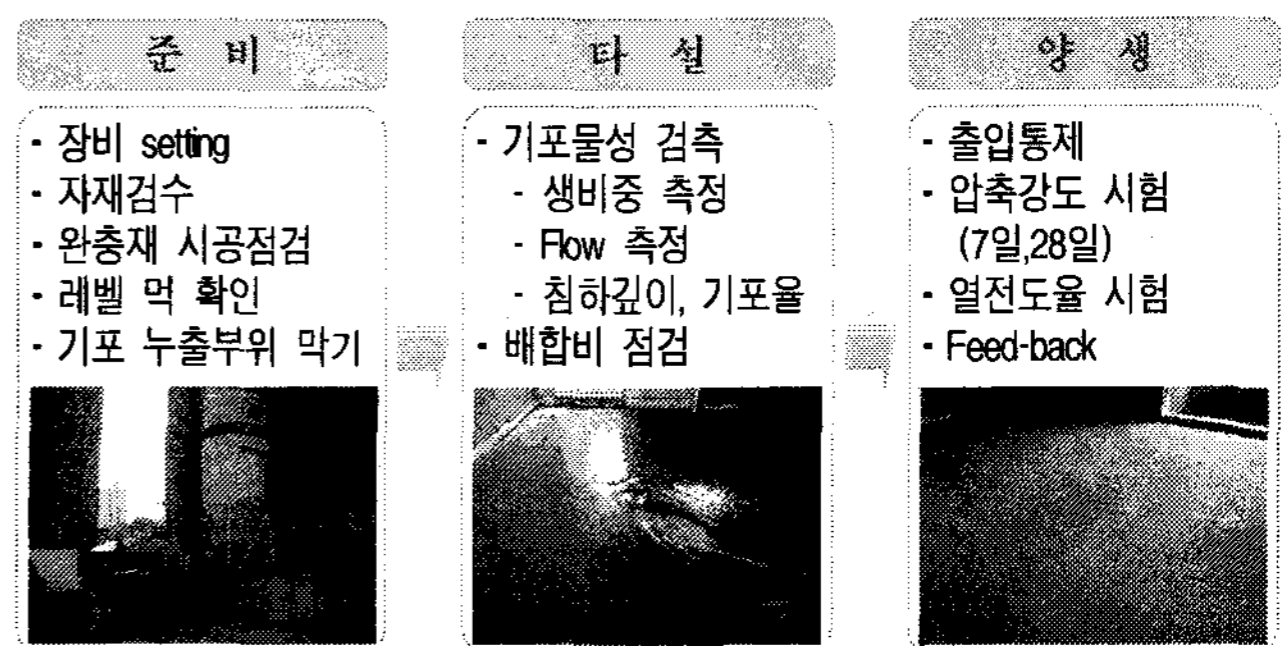 준 비
- 장비 setting
- 자재검수
- 완충재 시공점검
- 레벨 먹 확인
- 기포 누출부위 막기
타 설
- 기포물성 검측
- 생비중 측정
- Flow 측정
- 침하깊이, 기포율
- 배합비 점검
양 생
- 출입통제
- 압축강도 시험
(7일,28일)
- 열전도율 시험
- Feed-back